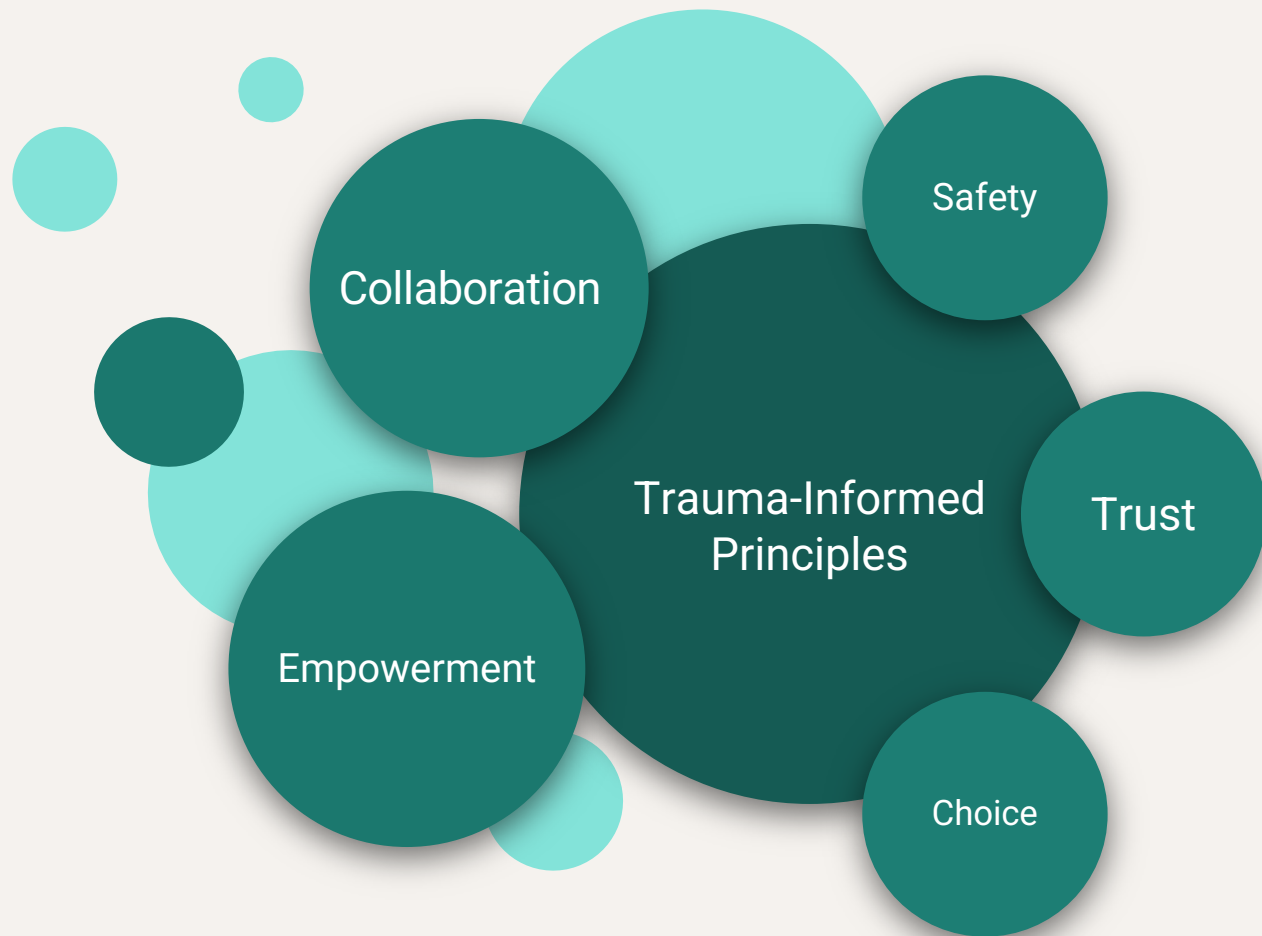 Safety
Collaboration
Trauma-Informed
Principles
Trust
Empowerment
Choice